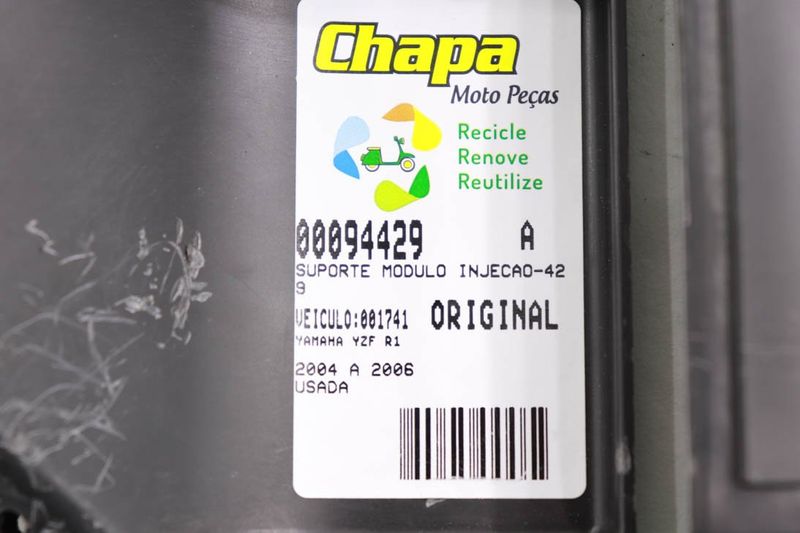 Chapa
Moto Peças
Recicle
Renove
Reutilize
00094429 A
SUPORTE MODULO INJECAO-42
9
VEICULO:001741 ORIGINAL
YAMAHA YZF R1
2004 A 2006
USADA